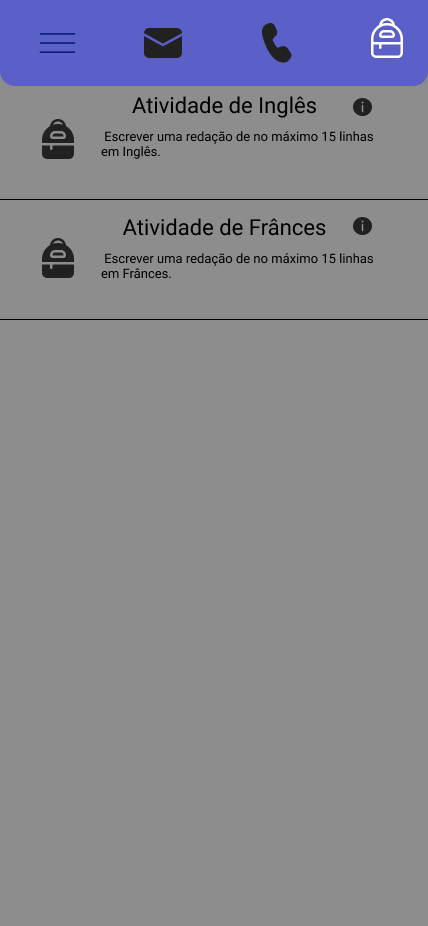 Atividade de Inglês
Escrever uma redação de no máximo 15 linhas
em Inglês.
Atividade de Frânces
Escrever uma redação de no máximo 15 linhas
em Frânces.